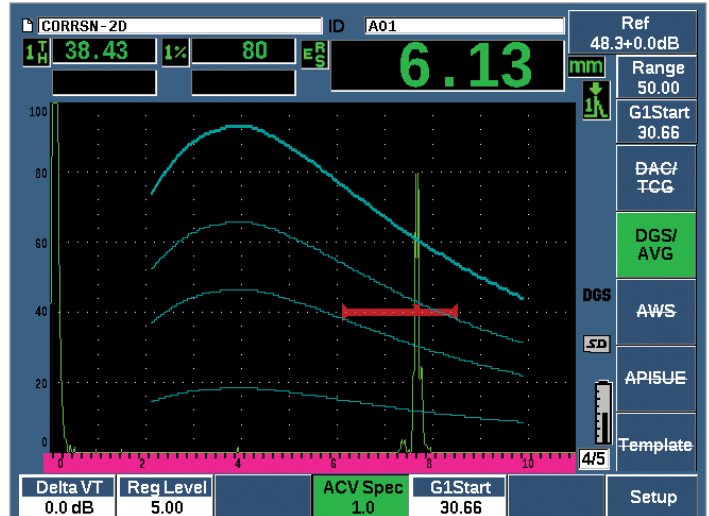 CORRSN-2D ID A01 Ref
48.3+0.0dB
1 TH 38.43 1% 80 ERS 6.13 mm Range
50.00
1
G1Start
30.66
100
80
60
40
20
0
DAC/
TCG
DGS/
AVG
DGS AWS
SD
API5UE
Template
4/5
0 2 4 6 8 10
Delta VT Reg Level ACV Spec G1Start Setup
0.0 dB 5.00 1.0 30.66